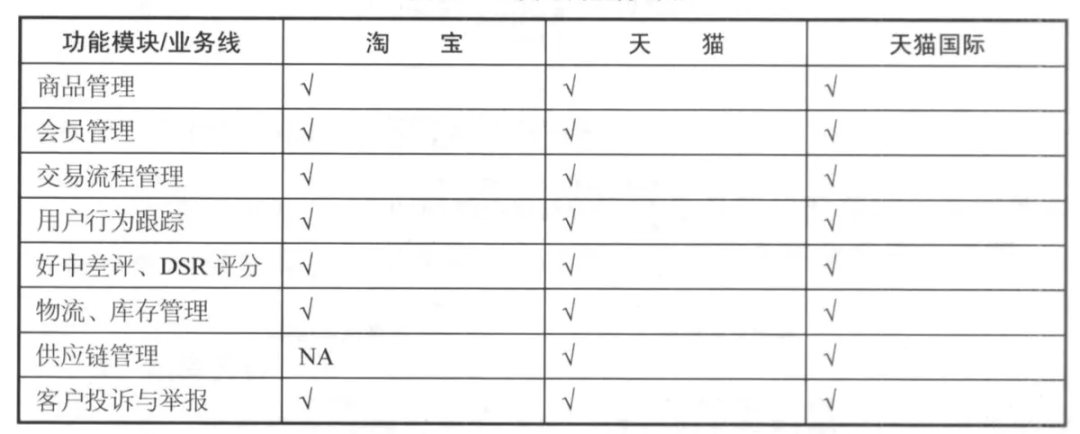 功能模块/业务线 淘宝 天猫 天猫国际
商品管理 √ √ √
会员管理 √ √ √
交易流程管理 √ √ √
用户行为跟踪 √ √ √
好中差评、DSR 评分 √ √ √
物流、库存管理 √ √ √
供应链管理 NA √ √
客户投诉与举报 √ √ √